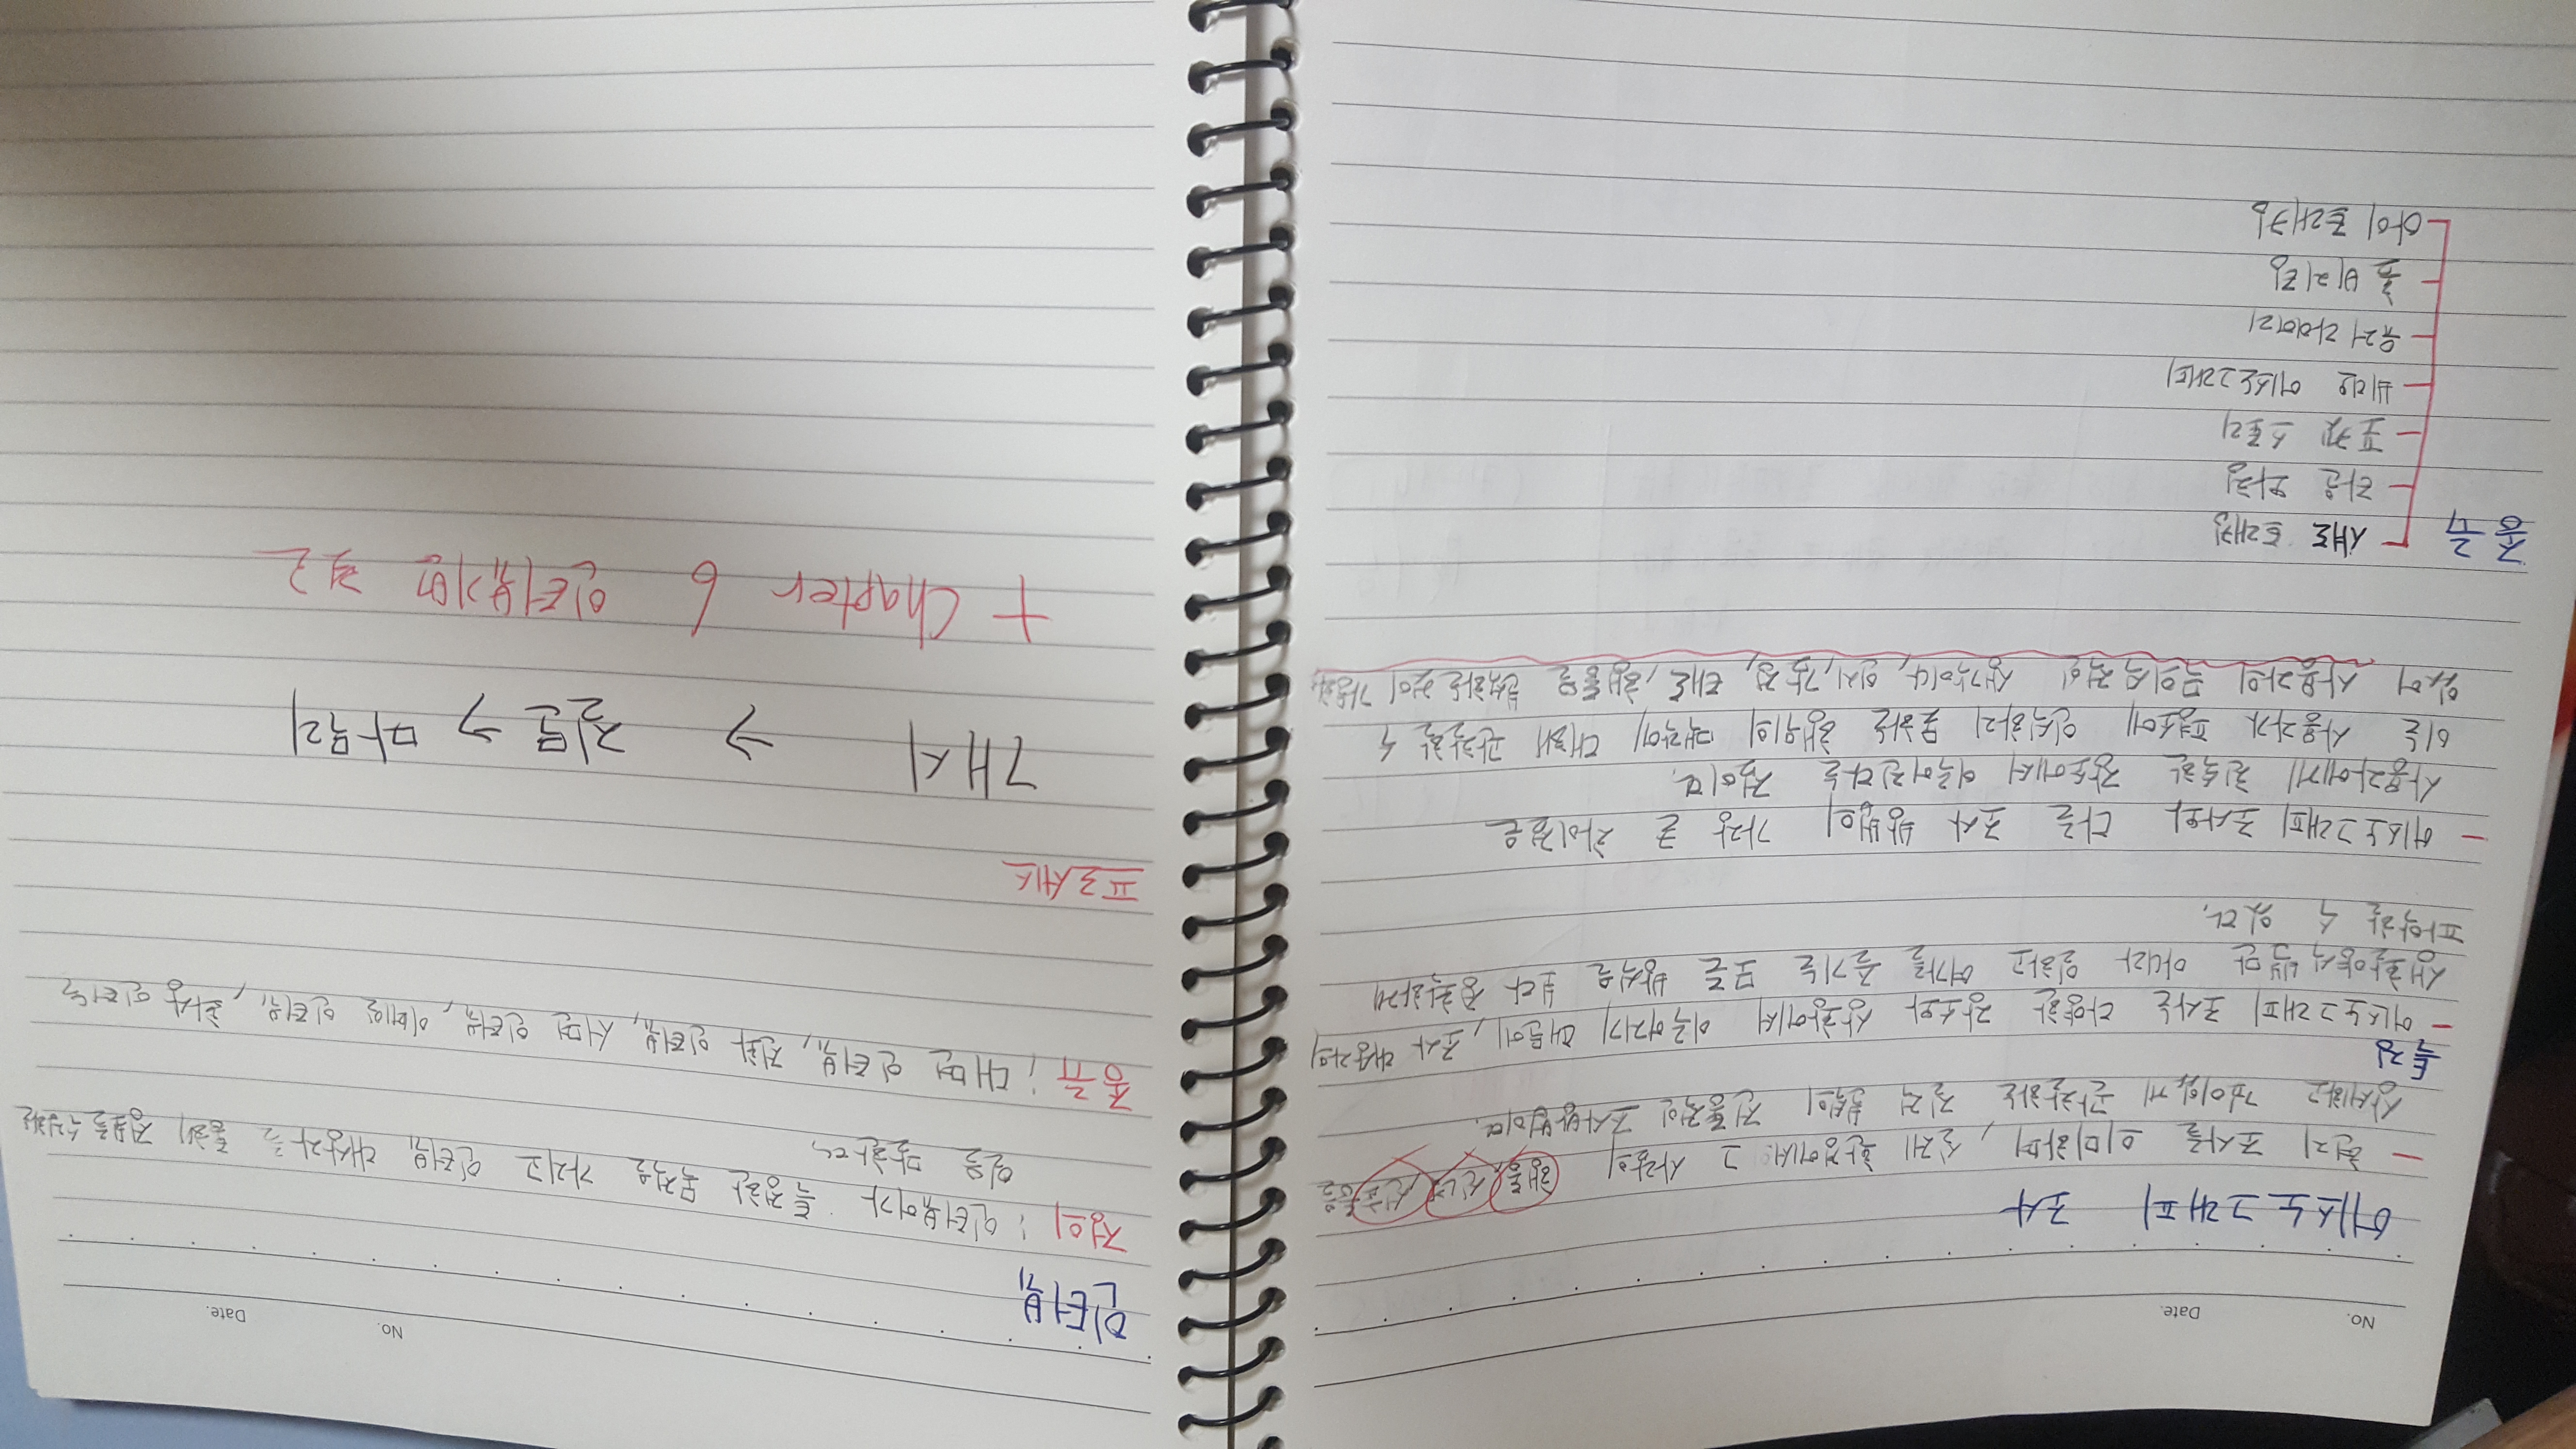 No. Date.
에스노그래피 조사
- 현지 조사를 의미하며, 실제 환경에서 그 사람의 행동, 신념, 선호등을
상세하고 깊이있게 관찰하는 질적 분석의 전통적인 조사방법이다.
특징
- 에스노그래피 조사는 다양한 장소와 상황에서 이루어지기 때문에, 조사 대상자의
생활양식 뿐만 아니라 일하고 여가를 즐기는 모든 방식을 보다 정확하게
파악할 수 있다.
- 에스노그래피 조사와 다른 조사 방법의 가장 큰 차이점은
사용자에게 친숙한 장소에서 이루어진다는 점이다.
이는 사용자가 평소에 인식하지 못하는 행위의 맥락에 대해 관찰할 수
있어 사용자의 무의식적인 생각이나, 인식, 감정, 태도, 행동을 분석하는 것이
종류
섀도 트래킹
타운 와칭
포켓 스토리
비디오 에스노그래피
유저 다이어리
홈 비지팅
아이 트래킹
No. Date.
인터뷰
정의 : 인터뷰어가 특정한 목적을 가지고 인터뷰 대상자를 통해 정보를 수집하는
일을 말한다.
종류 ; 대면 인터뷰, 전화 인터뷰, 서면 인터뷰, 이메일 인터뷰, 화상 인터뷰
프로세스
개시 → 질문 → 마무리
+ Chapter 6 인터뷰기법